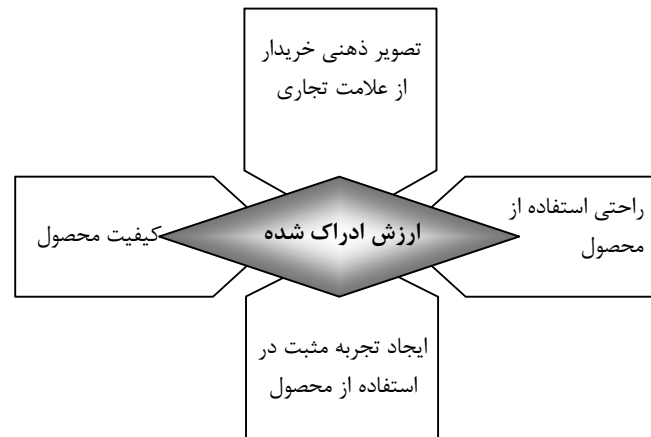 تصویر ذهنی خریدار
از علامت تجاری
راحتی استفاده از
محصول
ارزش ادراک شده
کیفیت محصول
ایجاد تجربه مثبت در
استفاده از محصول